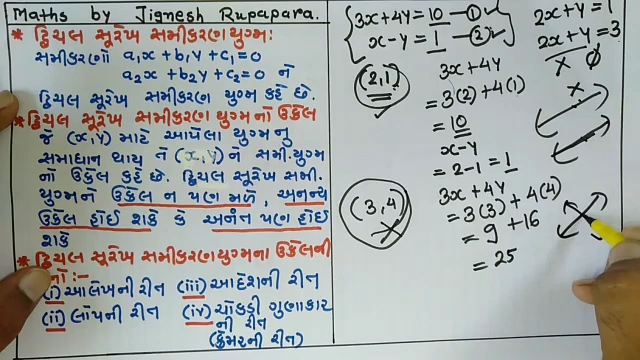 Maths by Jignesh Rupapara.
* દ્વિચલ સુરેખ સમીકરણ યુગ્મ:
સમીકરણો a₁x + b₁y + c₁ = 0
a₂x + b₂y + c₂ = 0 ને
દ્વિચલ સુરેખ સમીકરણ યુગ્મ કહે છે.
* દ્વિચલ સુરેખ સમીકરણ યુગ્મનો ઉકેલ
જે (x,y) માટે આપેલા યુગ્મનુ
સમાધાન થાય તે (x,y) ને સમી. યુગ્મ
નો ઉકેલ કહે છે. દ્વિચલ સુરેખ સમી.
યુગ્મને ઉકેલ ન પણ મળે, અનન્ય
ઉકેલ હોઈ શકે કે અનંત પણ હોઈ
શકે
* દ્વિચલ સુરેખ સમીકરણ યુગ્મના ઉકેલની
નો :-
(i) આલેખની રીત (iii) આદેશની રીત
(ii) લોપની રીત (iv) ચોકડી ગુણાકાર
ની રીત
(ક્રેમરની રીત)
3x + 4y = 10 — ①
x - y = 1 — ②
(2,1)
3x + 4y
= 3(2) + 4(1)
= 10
x - y
= 2 - 1 = 1
(3,4)
3x + 4y
= 3(3) + 4(4)
= 9 + 16
= 25
2x + y = 1
2x + y = 3
x ∅
x